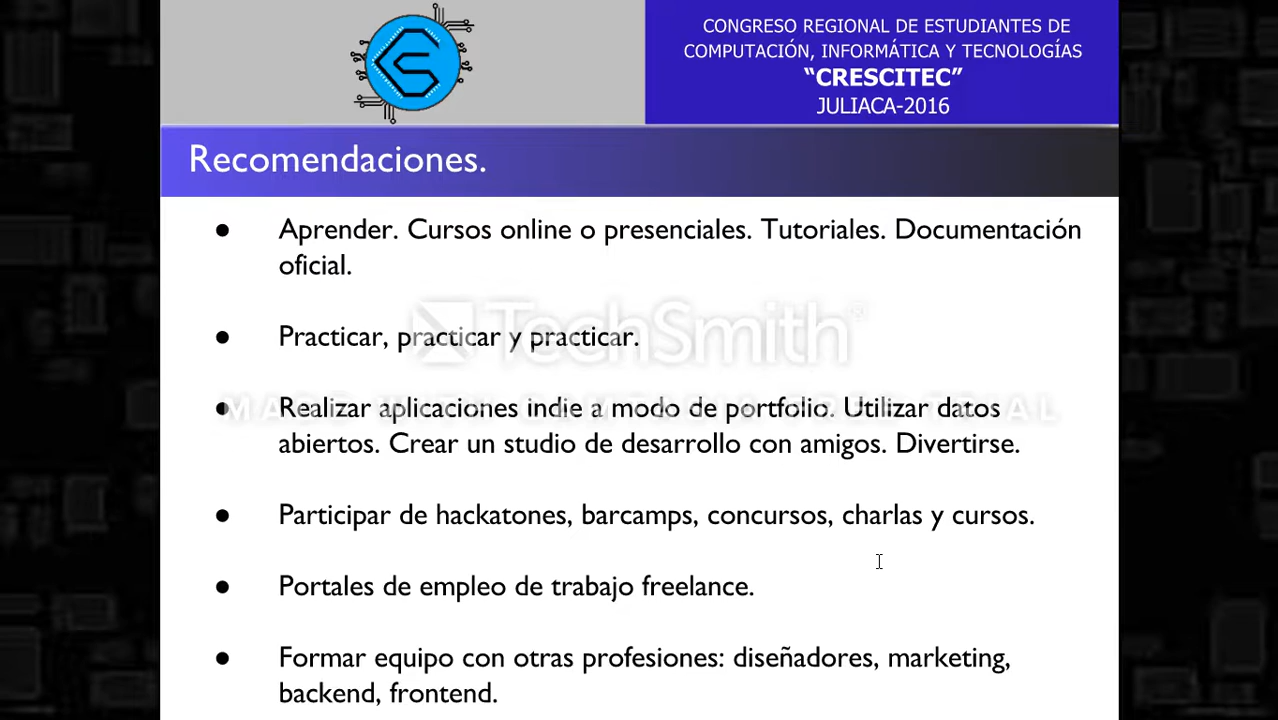 CONGRESO REGIONAL DE ESTUDIANTES DE
COMPUTACIÓN, INFORMÁTICA Y TECNOLOGÍAS
“CRESCITEC”
JULIACA-2016
Recomendaciones.
● Aprender. Cursos online o presenciales. Tutoriales. Documentación
oficial.
● Practicar, practicar y practicar.
● Realizar aplicaciones indie a modo de portfolio. Utilizar datos
abiertos. Crear un studio de desarrollo con amigos. Divertirse.
● Participar de hackatones, barcamps, concursos, charlas y cursos.
● Portales de empleo de trabajo freelance.
● Formar equipo con otras profesiones: diseñadores, marketing,
backend, frontend.
TechSmith®